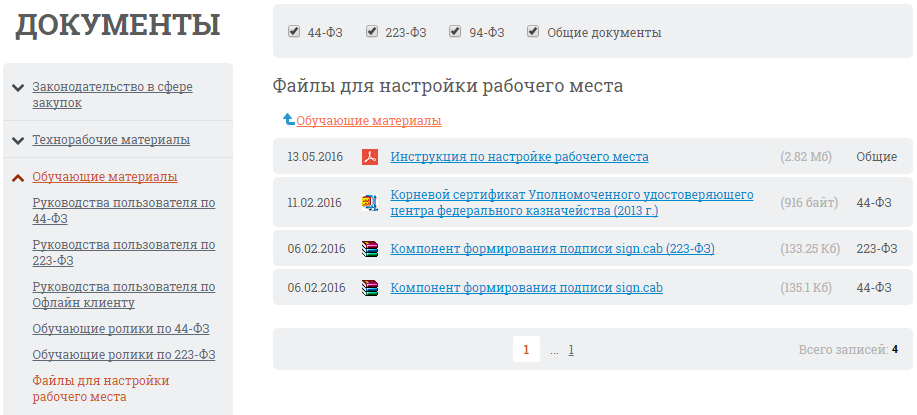 ДОКУМЕНТЫ
Законодательство в сфере
закупок
Технорабочие материалы
Обучающие материалы
Руководства пользователя по
44-ФЗ
Руководства пользователя по
223-ФЗ
Руководства пользователя по
Офлайн клиенту
Обучающие ролики по 44-ФЗ
Обучающие ролики по 223-ФЗ
Файлы для настройки
рабочего места
44-ФЗ 223-ФЗ 94-ФЗ Общие документы
Файлы для настройки рабочего места
Обучающие материалы
13.05.2016 Инструкция по настройке рабочего места (2.82 Мб) Общие
11.02.2016 Корневой сертификат Уполномоченного удостоверяющего
центра федерального казначейства (2013 г.) (916 байт) 44-ФЗ
06.02.2016 Компонент формирования подписи sign.cab (223-ФЗ) (133.25 Кб) 223-ФЗ
06.02.2016 Компонент формирования подписи sign.cab (135.1 Кб) 44-ФЗ
1 ... 1 Всего записей: 4